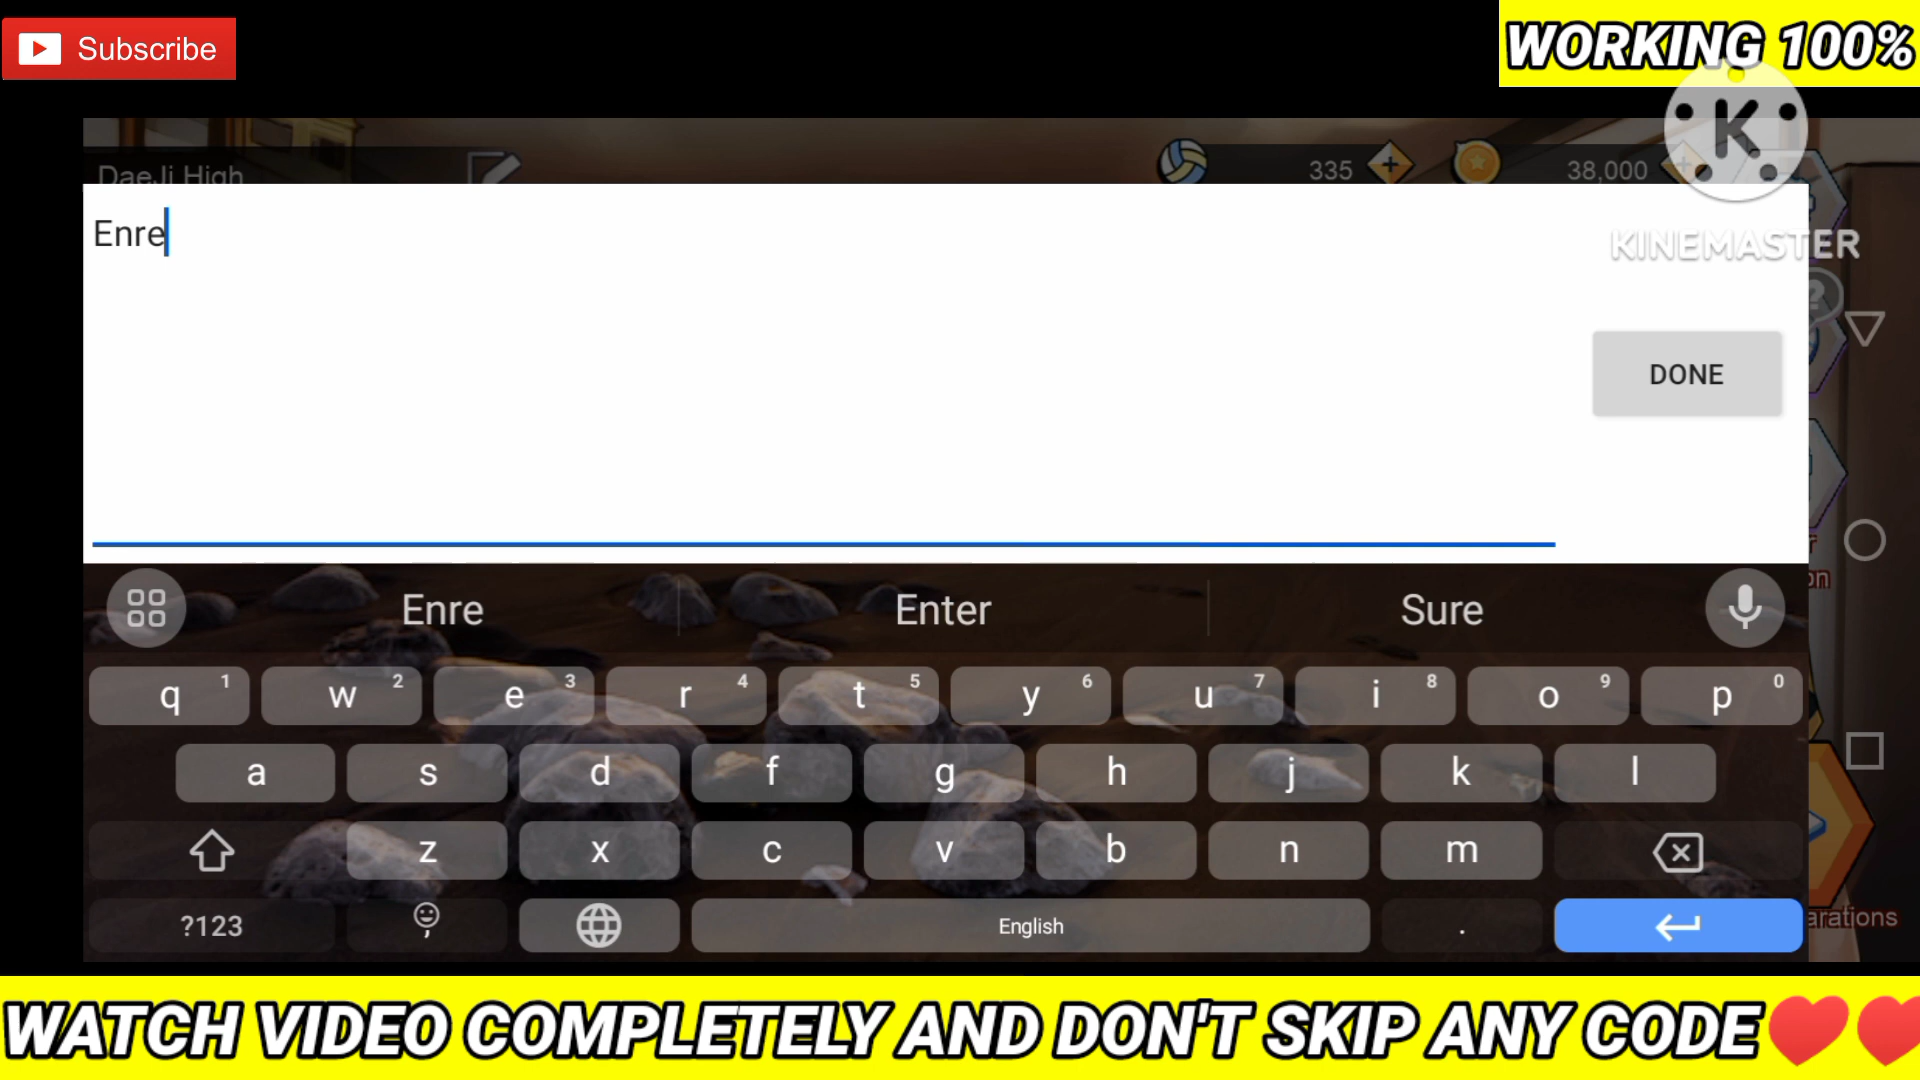 Subscribe
WORKING 100%
K
KINEMASTER
DaeJi High
335
38,000
Enre
DONE
Enre Enter Sure
q 1 w 2 e 3 r 4 t 5 y 6 u 7 i 8 o 9 p 0
a s d f g h j k l
z x c v b n m
?123 , English .
WATCH VIDEO COMPLETELY AND DON'T SKIP ANY CODE